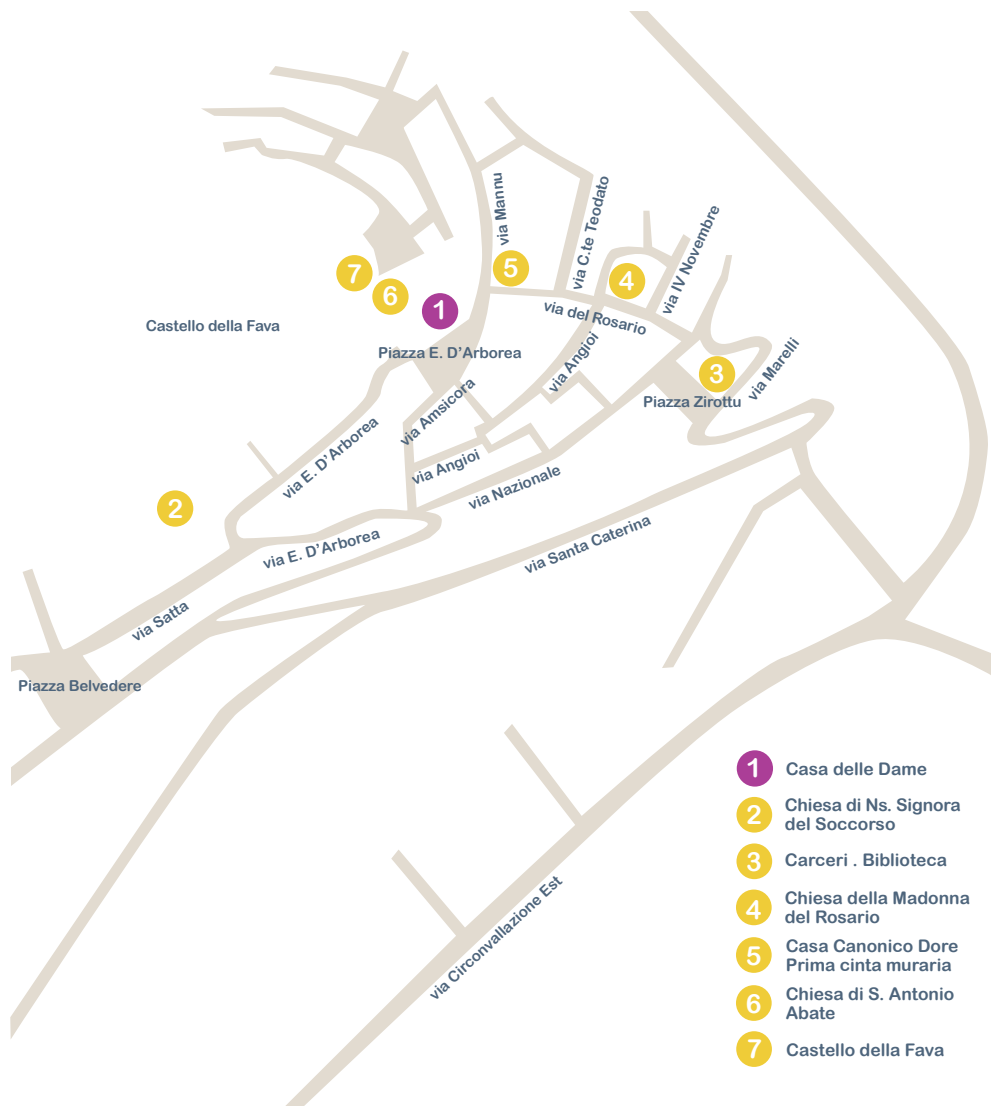 via Mannu
via C.te Teodato
via IV Novembre
7
6
5
4
1
via del Rosario
Castello della Fava
Piazza E. D'Arborea
via Angioi
3
via Marelli
Piazza Zirottu
via Amsicora
via E. D'Arborea
via Angioi
via Nazionale
2
via E. D'Arborea
via Santa Caterina
via Satta
Piazza Belvedere
via Circonvallazione Est
1 Casa delle Dame
2 Chiesa di Ns. Signora
del Soccorso
3 Carceri . Biblioteca
4 Chiesa della Madonna
del Rosario
5 Casa Canonico Dore
Prima cinta muraria
6 Chiesa di S. Antonio
Abate
7 Castello della Fava